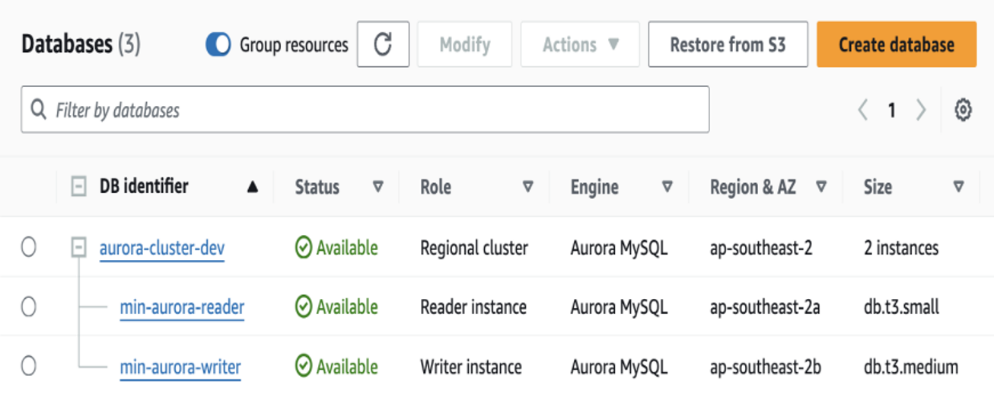 Databases (3) Group resources Modify Actions Restore from S3 Create database
Filter by databases 1
DB identifier Status Role Engine Region & AZ Size
aurora-cluster-dev Available Regional cluster Aurora MySQL ap-southeast-2 2 instances
min-aurora-reader Available Reader instance Aurora MySQL ap-southeast-2a db.t3.small
min-aurora-writer Available Writer instance Aurora MySQL ap-southeast-2b db.t3.medium